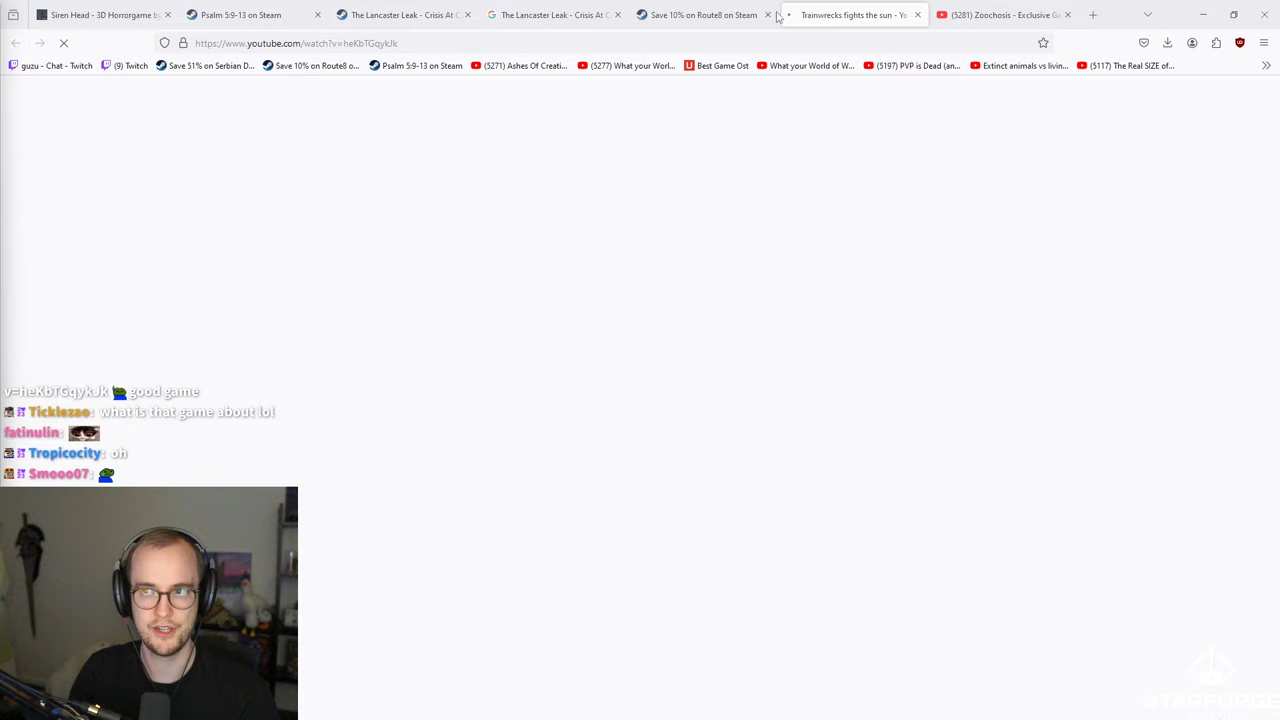 Siren Head - 3D Horrorgame by
Psalm 5:9-13 on Steam
The Lancaster Leak - Crisis At C
The Lancaster Leak - Crisis At C
Save 10% on Route8 on Steam
Trainwrecks fights the sun - Yo
(5281) Zoochosis - Exclusive Ga
https://www.youtube.com/watch?v=heKbTGqykJk
guzu - Chat - Twitch
(9) Twitch
Save 51% on Serbian D...
Save 10% on Route8 o...
Psalm 5:9-13 on Steam
(5271) Ashes Of Creati...
(5277) What your Worl...
Best Game Ost
What your World of W...
(5197) PVP is Dead (an...
Extinct animals vs livin...
(5117) The Real SIZE of...
v=heKbTGqykJk good game
Ticklezao: what is that game about lol
fatinulin:
Tropicocity: oh
Smooo07:
STARFORGE